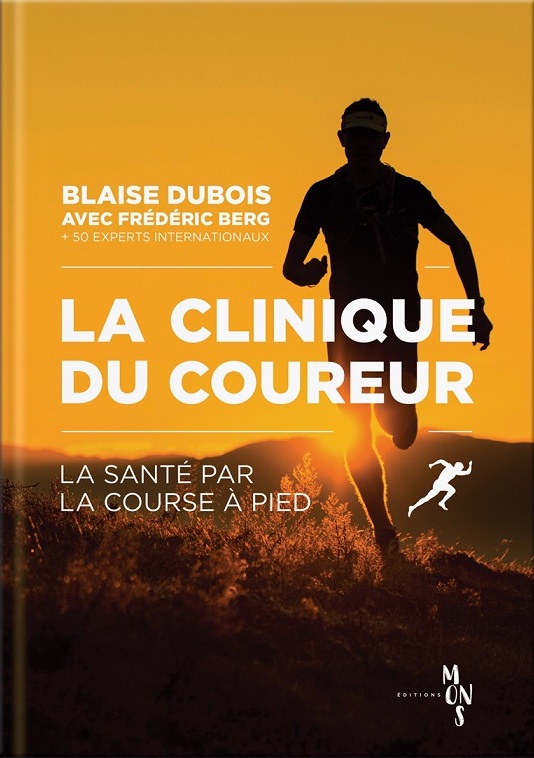 BLAISE DUBOIS
AVEC FRÉDÉRIC BERG
+ 50 EXPERTS INTERNATIONAUX
LA CLINIQUE
DU COUREUR
LA SANTÉ PAR
LA COURSE À PIED
ÉDITIONS
MONS